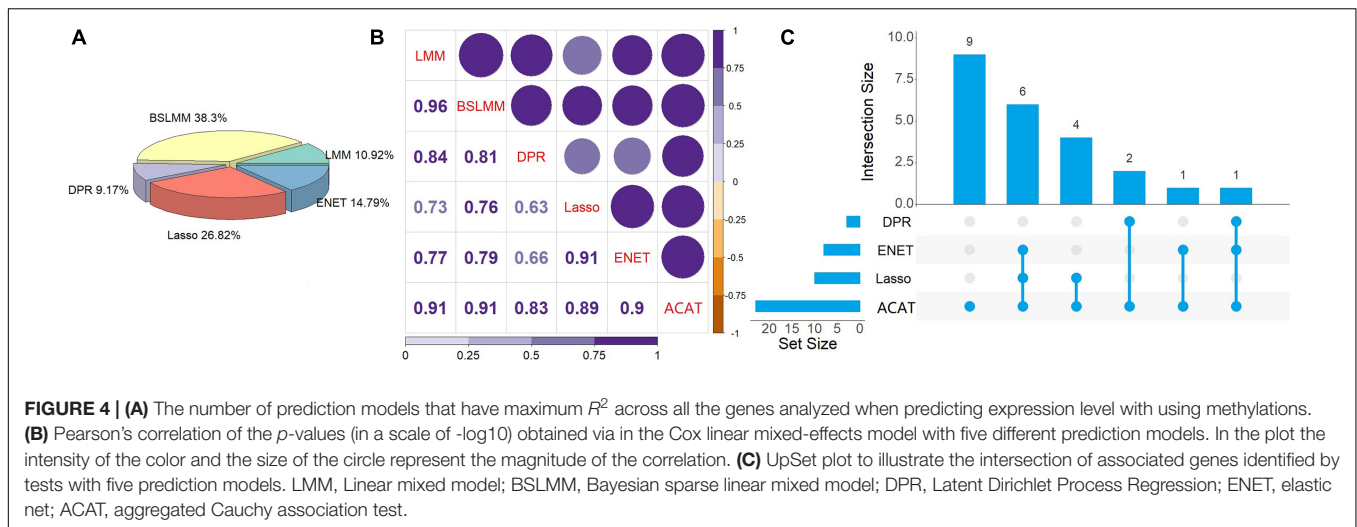 A
BSLMM 38.3%
LMM 10.92%
DPR 9.17%
ENET 14.79%
Lasso 26.82%
B
LMM
0.96 BSLMM
0.84 0.81 DPR
0.73 0.76 0.63 Lasso
0.77 0.79 0.66 0.91 ENET
0.91 0.91 0.83 0.89 0.9 ACAT
1
0.75
0.5
0.25
0
-0.25
-0.5
-0.75
-1
0 0.25 0.5 0.75 1
C
Intersection Size
10.0
7.5
5.0
2.5
0.0
9
6
4
2
1
1
DPR
ENET
Lasso
ACAT
20 15 10 5 0
Set Size
FIGURE 4 | (A) The number of prediction models that have maximum R² across all the genes analyzed when predicting expression level with using methylations.
(B) Pearson's correlation of the p-values (in a scale of -log10) obtained via in the Cox linear mixed-effects model with five different prediction models. In the plot the
intensity of the color and the size of the circle represent the magnitude of the correlation. (C) UpSet plot to illustrate the intersection of associated genes identified by
tests with five prediction models. LMM, Linear mixed model; BSLMM, Bayesian sparse linear mixed model; DPR, Latent Dirichlet Process Regression; ENET, elastic
net; ACAT, aggregated Cauchy association test.